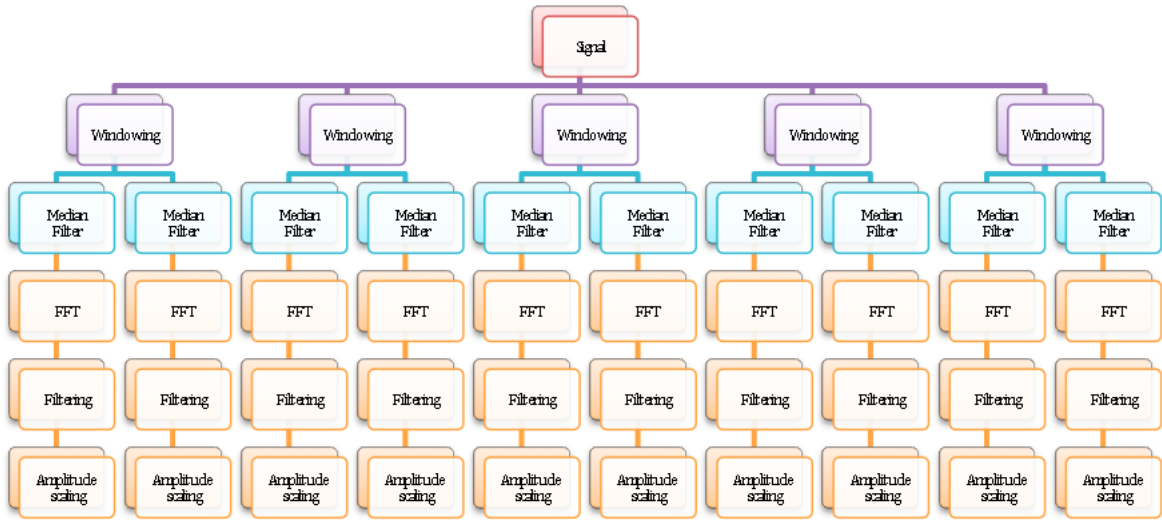 Signal
Windowing Windowing Windowing Windowing Windowing
Median Median Median Median Median Median Median Median Median Median
Filter Filter Filter Filter Filter Filter Filter Filter Filter Filter
FFT FFT FFT FFT FFT FFT FFT FFT FFT FFT
Filtering Filtering Filtering Filtering Filtering Filtering Filtering Filtering Filtering Filtering
Amplitude Amplitude Amplitude Amplitude Amplitude Amplitude Amplitude Amplitude Amplitude Amplitude
scaling scaling scaling scaling scaling scaling scaling scaling scaling scaling